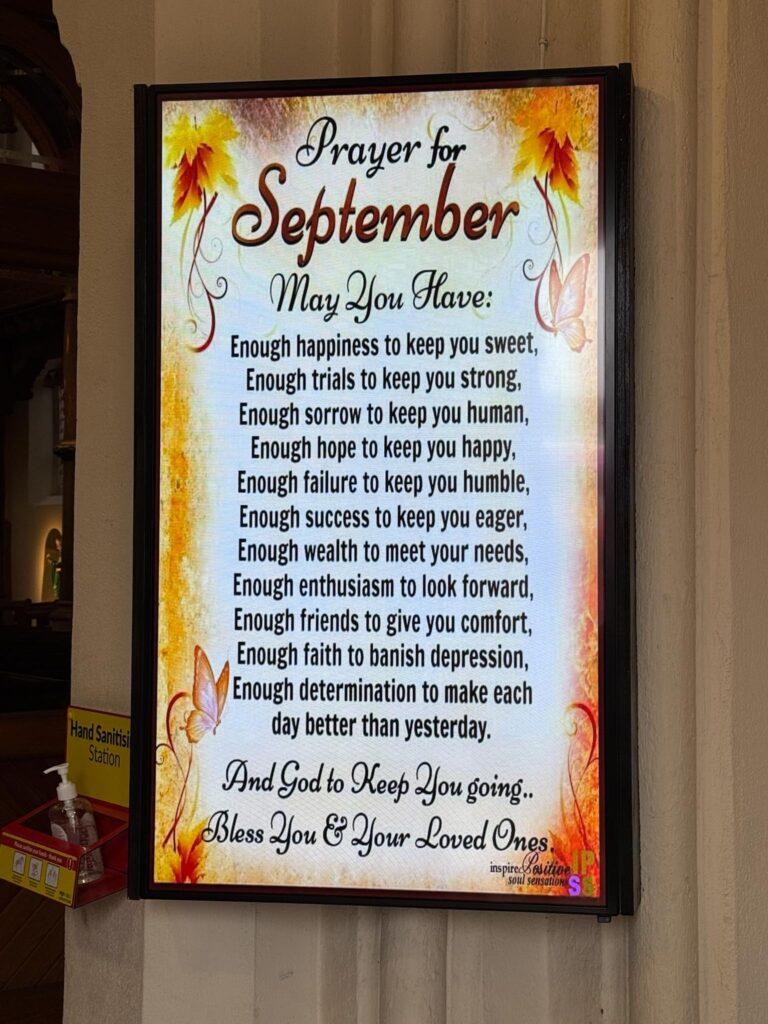 Prayer for
September
May You Have:
Enough happiness to keep you sweet,
Enough trials to keep you strong,
Enough sorrow to keep you human,
Enough hope to keep you happy,
Enough failure to keep you humble,
Enough success to keep you eager,
Enough wealth to meet your needs,
Enough enthusiasm to look forward,
Enough friends to give you comfort,
Enough faith to banish depression,
Enough determination to make each
day better than yesterday.
And God to Keep You going..
Bless You & Your Loved Ones.
inspirePositive
soul sensations
IP
SS
Hand Sanitisi
Station